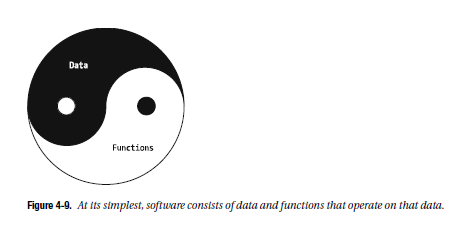 Data
Functions
Figure 4-9. At its simplest, software consists of data and functions that operate on that data.